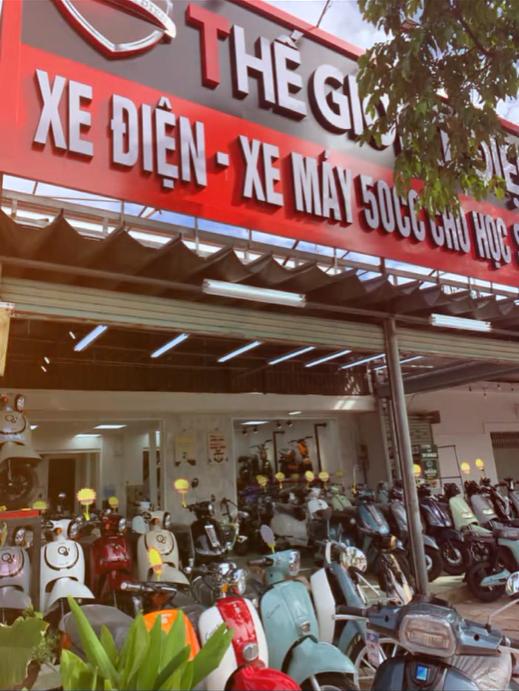 THẾ GIỚI
XE ĐIỆN - XE MÁY 50CC CHO HỌC